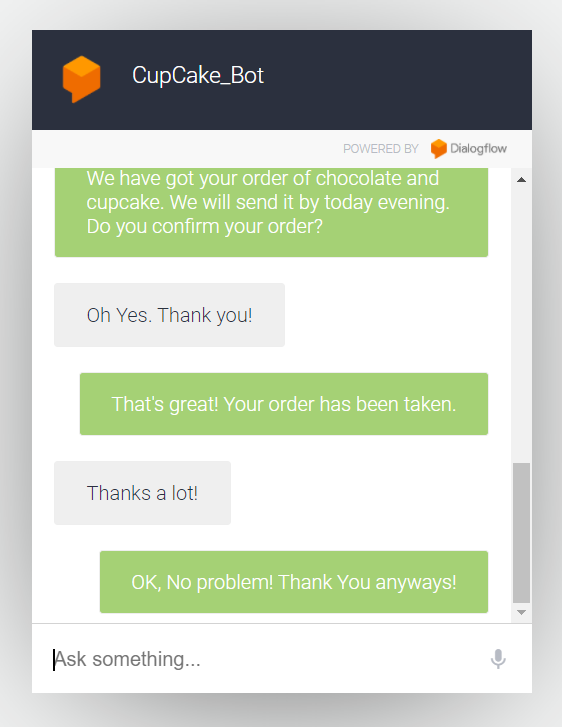 CupCake_Bot
POWERED BY Dialogflow
We have got your order of chocolate and
cupcake. We will send it by today evening.
Do you confirm your order?
Oh Yes. Thank you!
That's great! Your order has been taken.
Thanks a lot!
OK, No problem! Thank You anyways!
Ask something...